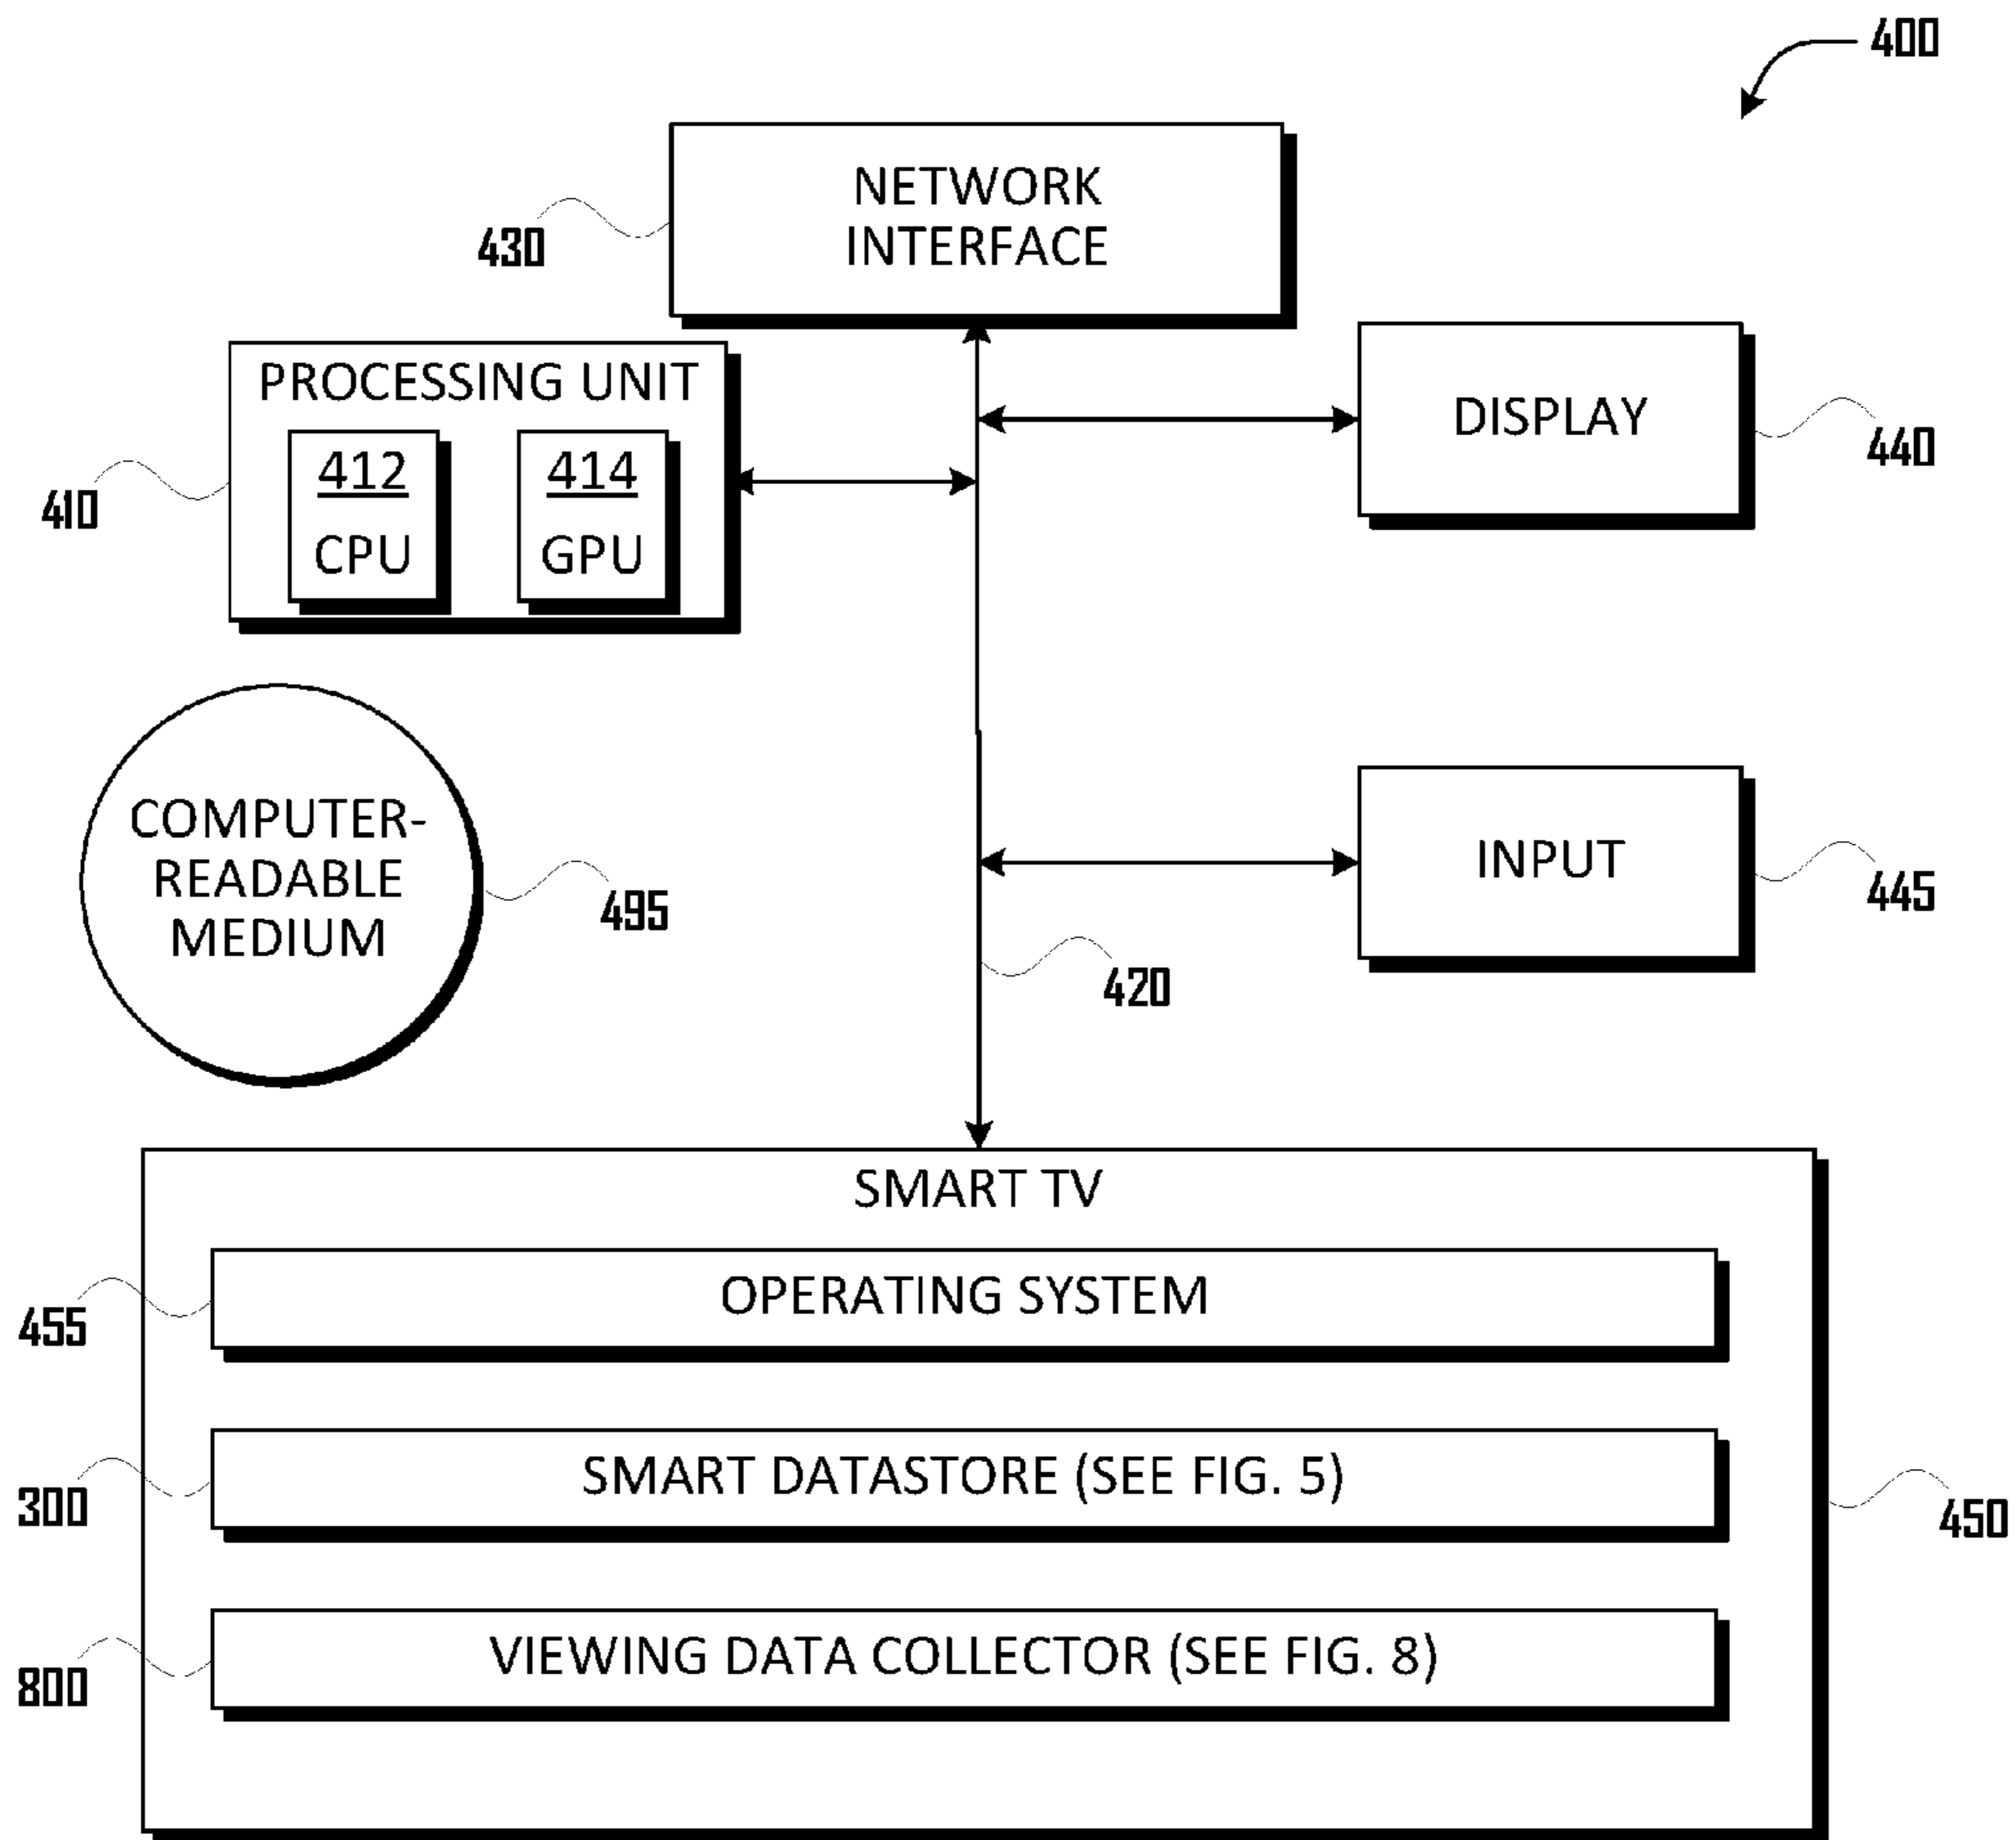 400
NETWORK
INTERFACE
430
PROCESSING UNIT
412
CPU
414
GPU
410
DISPLAY
440
COMPUTER-
READABLE
MEDIUM
495
INPUT
445
420
SMART TV
OPERATING SYSTEM
455
SMART DATASTORE (SEE FIG. 5)
300
450
VIEWING DATA COLLECTOR (SEE FIG. 8)
800